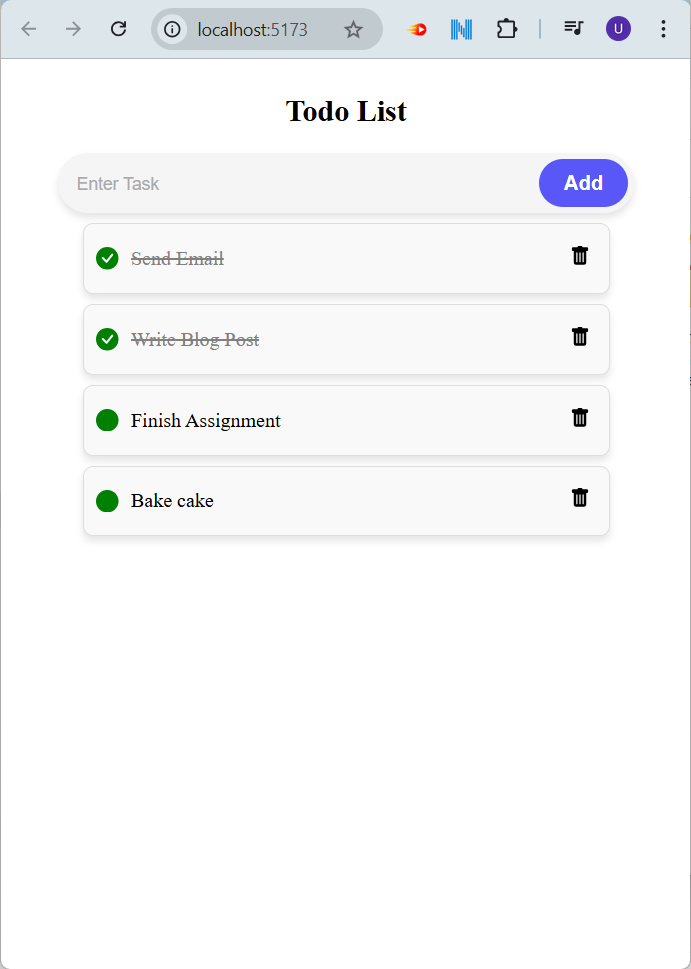 localhost:5173
U
Todo List
Enter Task
Add
Send Email
Write Blog Post
Finish Assignment
Bake cake